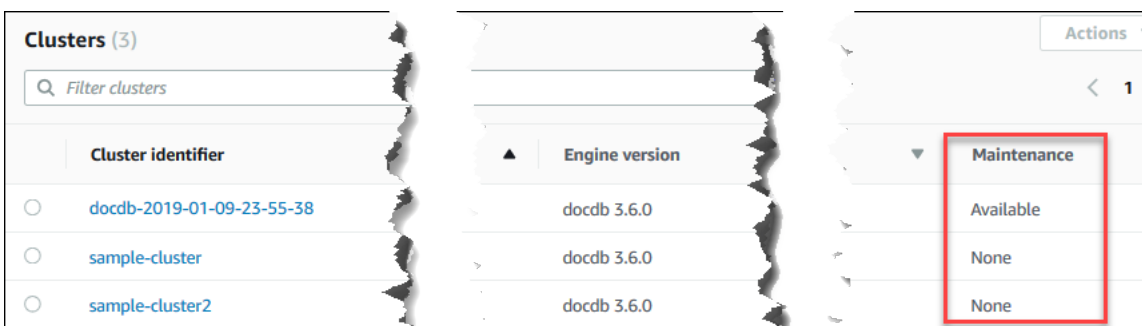 Clusters (3)
Actions
Filter clusters
1
Cluster identifier Engine version Maintenance
docdb-2019-01-09-23-55-38 docdb 3.6.0 Available
sample-cluster docdb 3.6.0 None
sample-cluster2 docdb 3.6.0 None